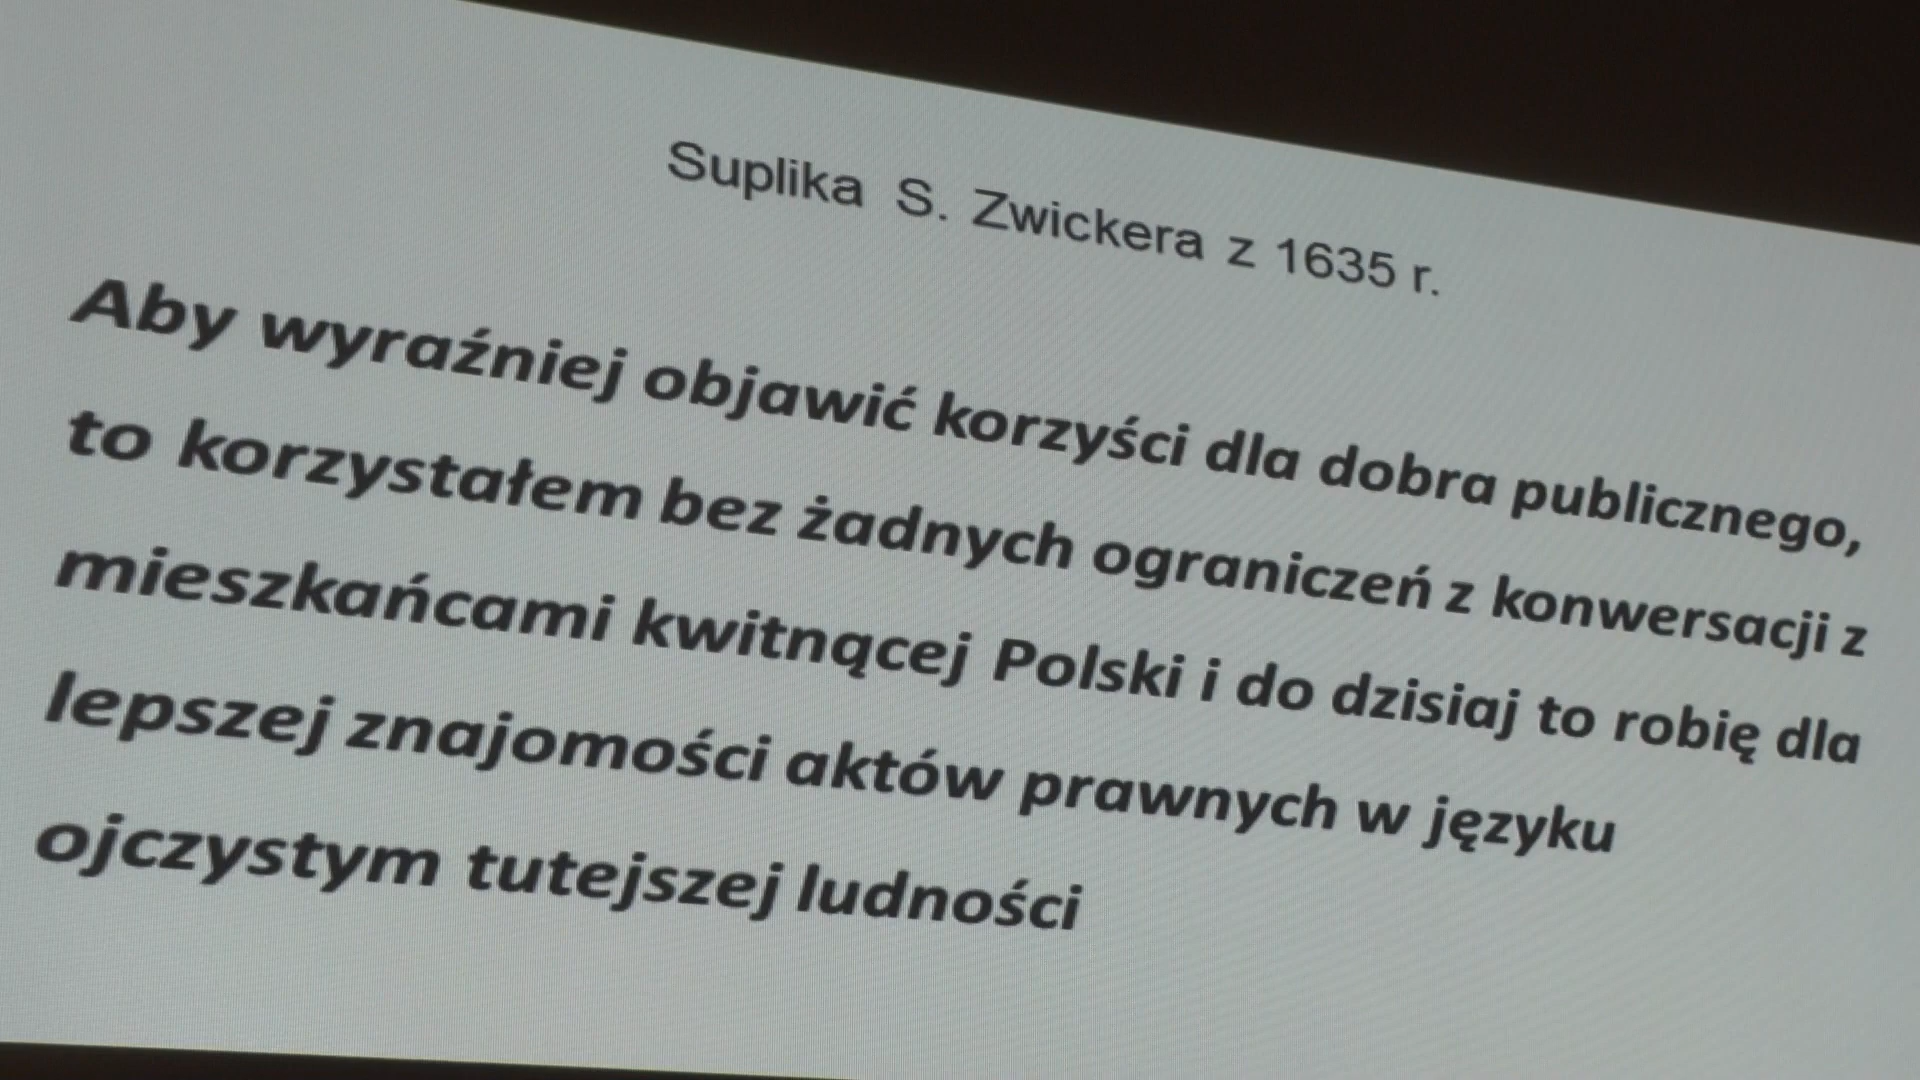 Suplika S. Zwickera z 1635 r.
Aby wyraźniej objawić korzyści dla dobra publicznego,
to korzystałem bez żadnych ograniczeń z konwersacji z
mieszkańcami kwitnącej Polski i do dzisiaj to robię dla
lepszej znajomości aktów prawnych w języku
ojczystym tutejszej ludności